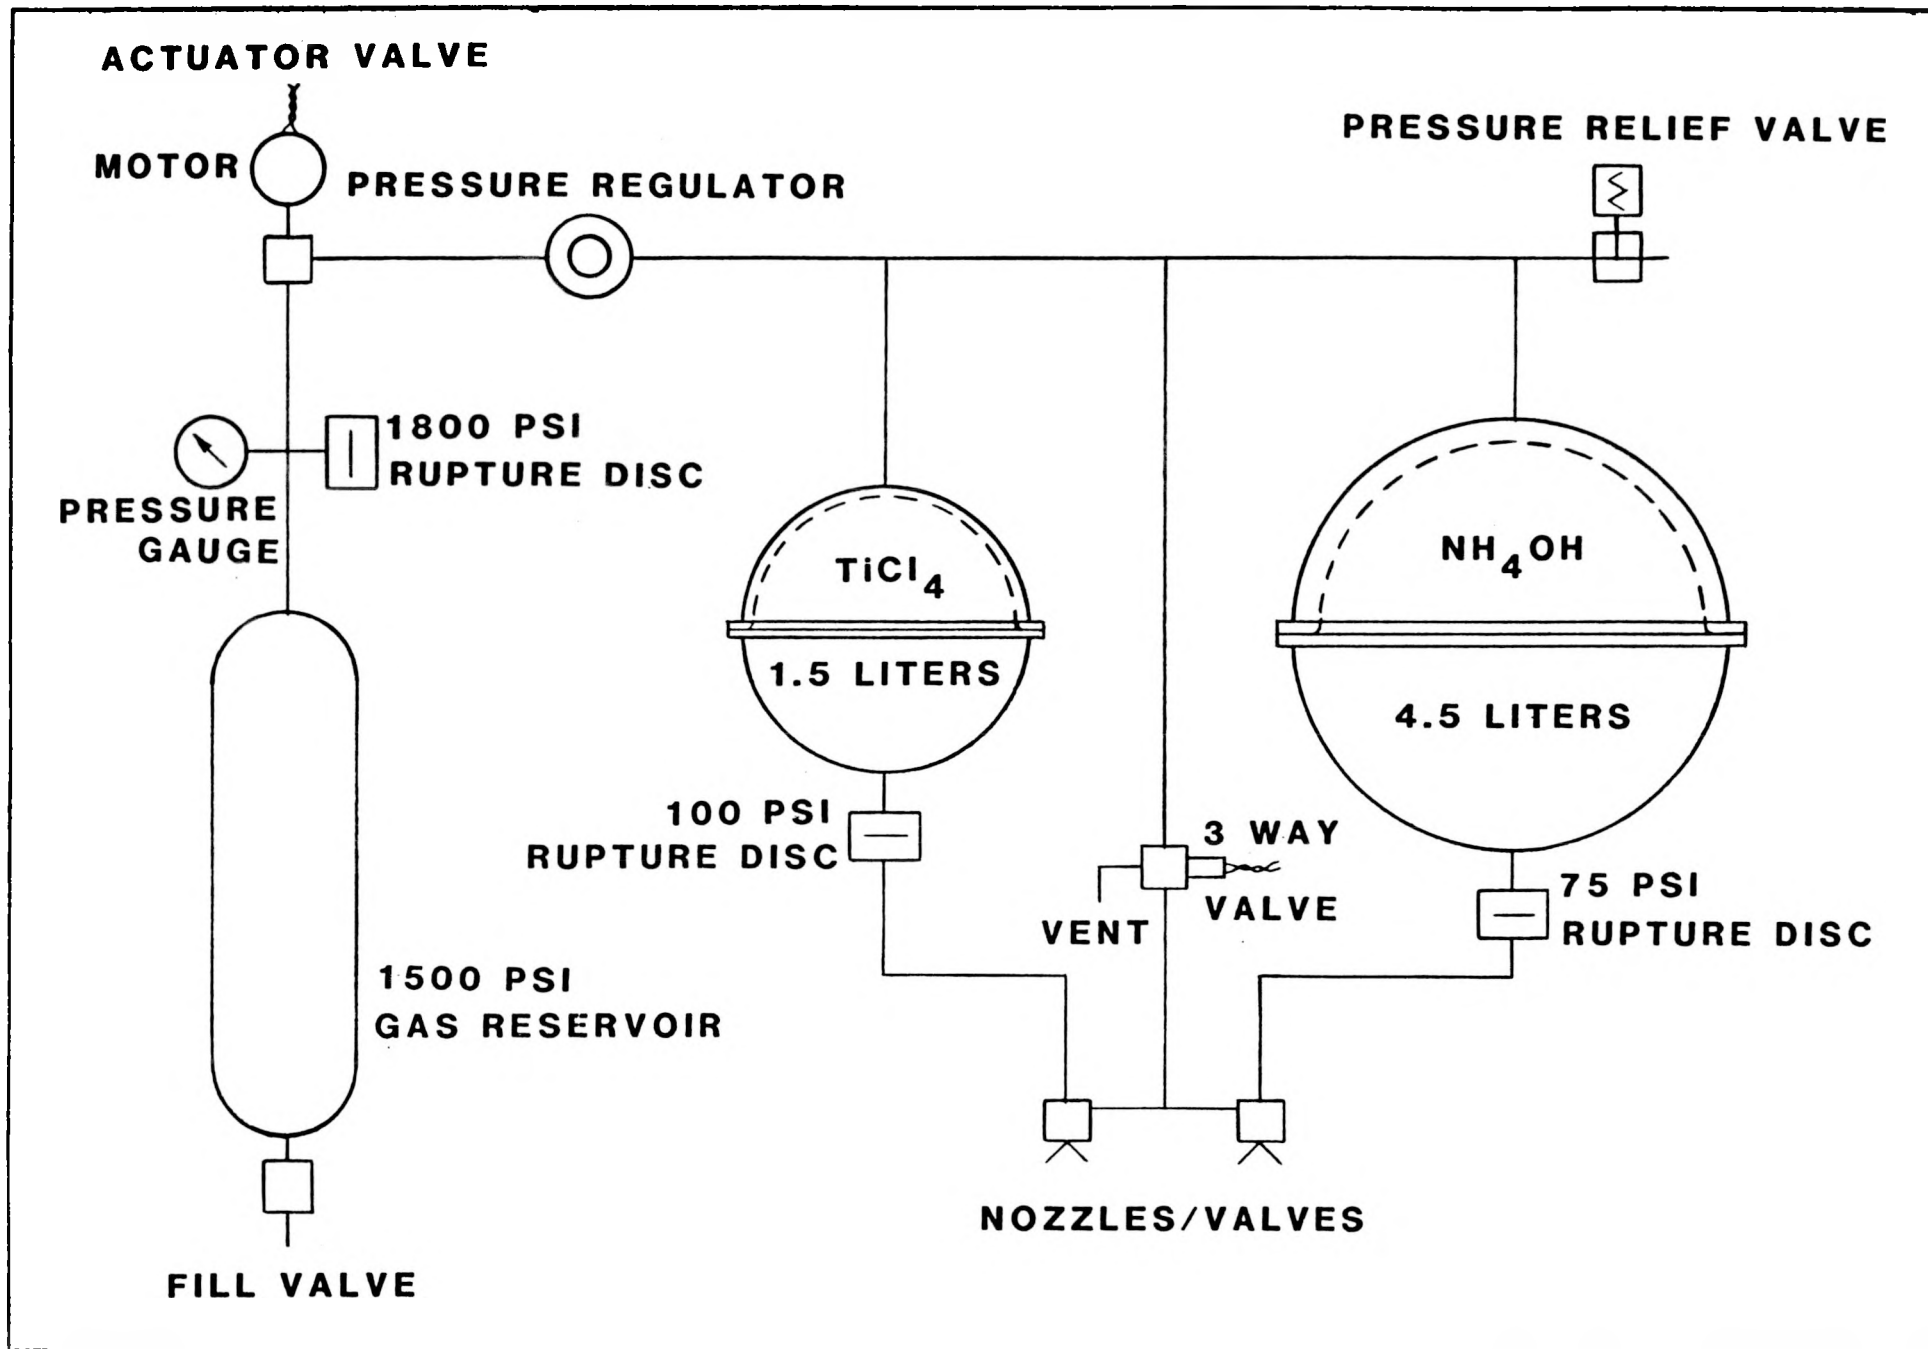 ACTUATOR VALVE
MOTOR
PRESSURE REGULATOR
PRESSURE RELIEF VALVE
1800 PSI
RUPTURE DISC
PRESSURE
GAUGE
TiCl4
1.5 LITERS
NH4OH
4.5 LITERS
100 PSI
RUPTURE DISC
3 WAY
VALVE
VENT
75 PSI
RUPTURE DISC
1500 PSI
GAS RESERVOIR
NOZZLES/VALVES
FILL VALVE